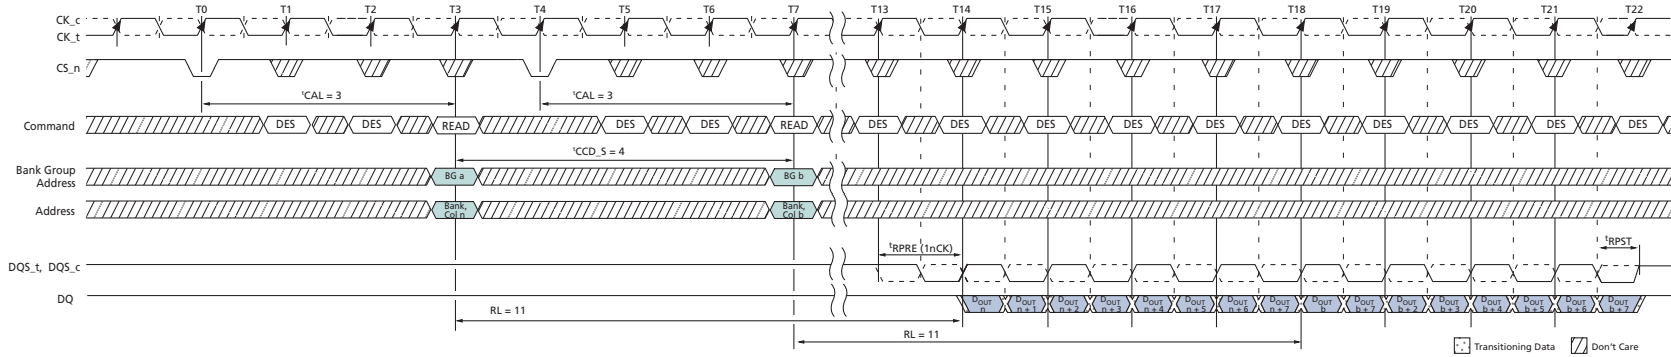 T0 T1 T2 T3 T4 T5 T6 T7 T13 T14 T15 T16 T17 T18 T19 T20 T21 T22
CK_c
CK_t
CS_n
tCAL = 3 tCAL = 3
Command DES DES READ DES DES READ DES DES DES DES DES DES DES DES DES DES
tCCD_S = 4
Bank Group
Address BG a BG b
Address Bank, Col n Bank, Col b
tRPRE (1nCK) tRPST
DQS_t, DQS_c
DQ DOUT n DOUT n + 1 DOUT n + 2 DOUT n + 3 DOUT n + 4 DOUT n + 5 DOUT n + 6 DOUT n + 7 DOUT b DOUT b + 7 DOUT b + 2 DOUT b + 3 DOUT b + 4 DOUT b + 5 DOUT b + 6 DOUT b + 7
RL = 11
RL = 11
Transitioning Data Don't Care